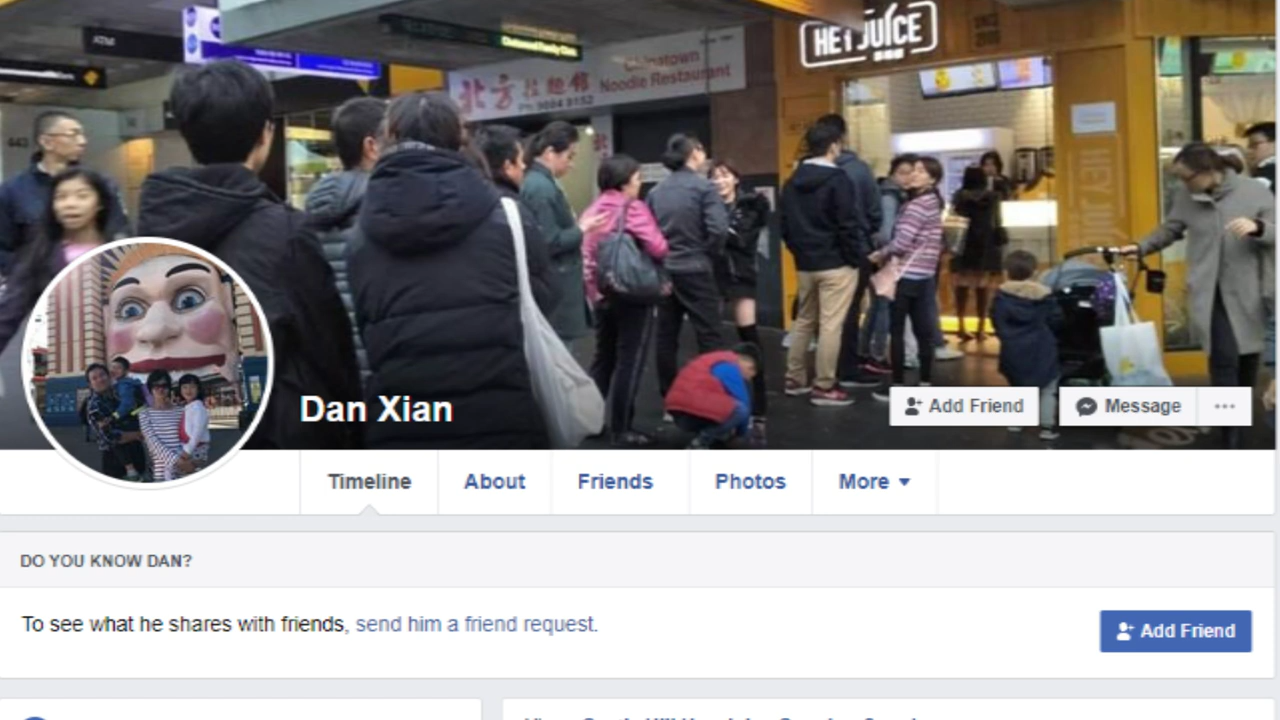 HEY JUICE
ATM
Chinatown
北方拉麵館 Noodle Restaurant
443
Dan Xian
Add Friend
Message
Timeline
About
Friends
Photos
More
DO YOU KNOW DAN?
To see what he shares with friends, send him a friend request.
Add Friend